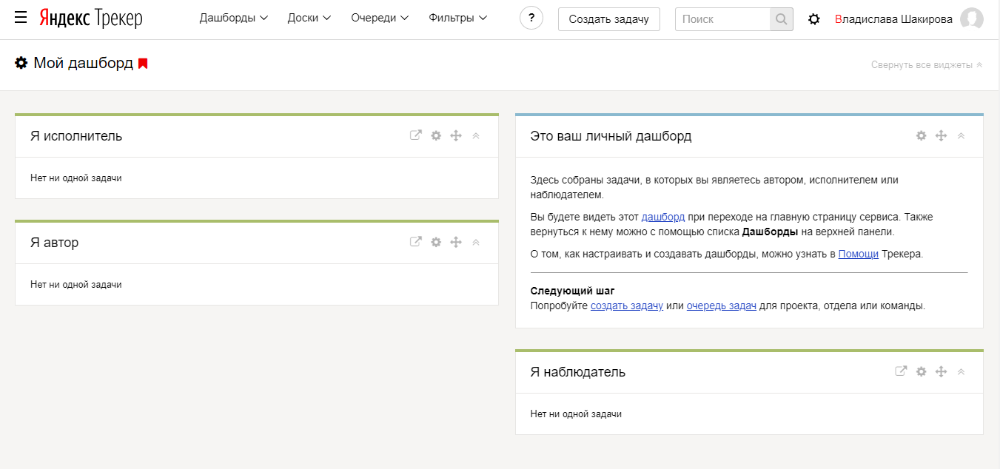 Яндекс Трекер
Дашборды
Доски
Очереди
Фильтры
?
Создать задачу
Поиск
Владислава Шакирова
Мой дашборд
Свернуть все виджеты
Я исполнитель
Нет ни одной задачи
Я автор
Нет ни одной задачи
Это ваш личный дашборд
Здесь собраны задачи, в которых вы являетесь автором, исполнителем или
наблюдателем.
Вы будете видеть этот дашборд при переходе на главную страницу сервиса. Также
вернуться к нему можно с помощью списка Дашборды на верхней панели.
О том, как настраивать и создавать дашборды, можно узнать в Помощи Трекера.
Следующий шаг
Попробуйте создать задачу или очередь задач для проекта, отдела или команды.
Я наблюдатель
Нет ни одной задачи